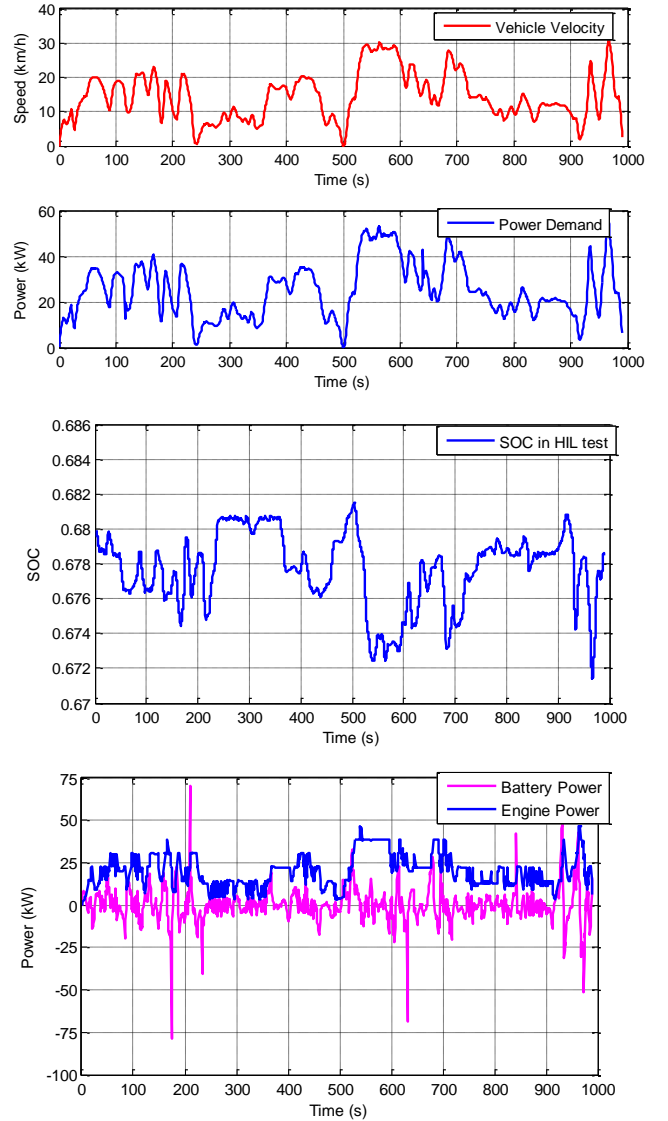 40
30
20
10
0
Speed (km/h)
Vehicle Velocity
0 100 200 300 400 500 600 700 800 900 1000
Time (s)
60
40
20
0
Power (kW)
Power Demand
0 100 200 300 400 500 600 700 800 900 1000
Time (s)
0.686
0.684
0.682
0.68
0.678
0.676
0.674
0.672
0.67
SOC
SOC in HIL test
0 100 200 300 400 500 600 700 800 900 1000
Time (s)
75
50
25
0
-25
-50
-75
-100
Power (kW)
Battery Power
Engine Power
0 100 200 300 400 500 600 700 800 900 1000
Time (s)